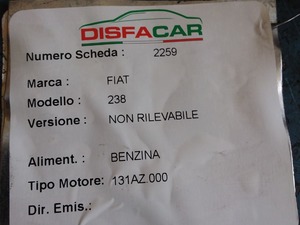 DISFACAR
Numero Scheda : 2259
Marca : FIAT
Modello : 238
Versione : NON RILEVABILE
Aliment. : BENZINA
Tipo Motore: 131AZ.000
Dir. Emis.: